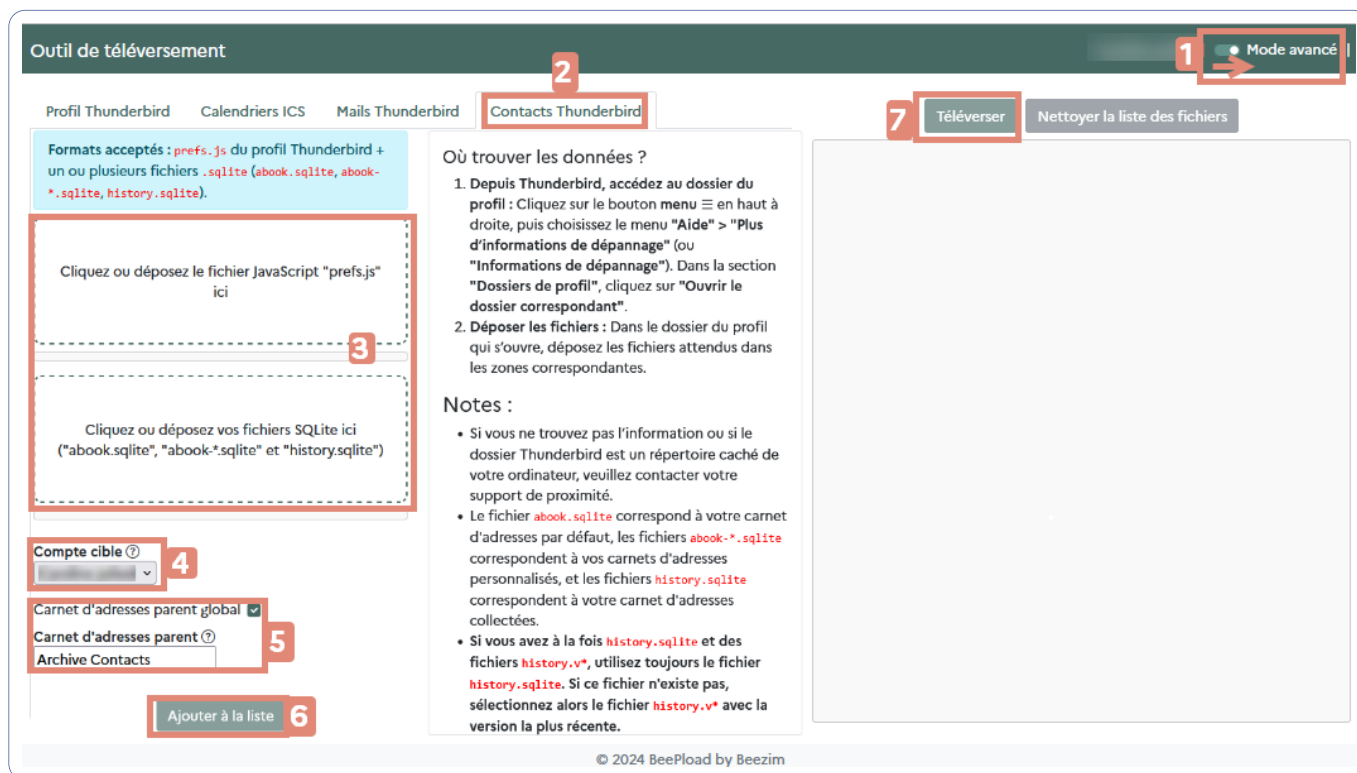 Outil de téléversement
1
Mode avancé |
2
Profil Thunderbird
Calendriers ICS
Mails Thunderbird
Contacts Thunderbird
Formats acceptés : prefs.js du profil Thunderbird +
un ou plusieurs fichiers .sqlite (abook.sqlite, abook-
*.sqlite, history.sqlite).
Cliquez ou déposez le fichier JavaScript "prefs.js"
ici
3
Cliquez ou déposez vos fichiers SQLite ici
("abook.sqlite", "abook-*.sqlite" et "history.sqlite")
Compte cible ?
4
Carnet d'adresses parent global
Carnet d'adresses parent ?
5
Archive Contacts
Ajouter à la liste
6
Où trouver les données ?
1. Depuis Thunderbird, accédez au dossier du
profil : Cliquez sur le bouton menu ☰ en haut à
droite, puis choisissez le menu "Aide" > "Plus
d'informations de dépannage" (ou
"Informations de dépannage"). Dans la section
"Dossiers de profil", cliquez sur "Ouvrir le
dossier correspondant".
2. Déposer les fichiers : Dans le dossier du profil
qui s'ouvre, déposez les fichiers attendus dans
les zones correspondantes.
Notes :
• Si vous ne trouvez pas l'information ou si le
dossier Thunderbird est un répertoire caché de
votre ordinateur, veuillez contacter votre
support de proximité.
• Le fichier abook.sqlite correspond à votre carnet
d'adresses par défaut, les fichiers abook-*.sqlite
correspondent à vos carnets d'adresses
personnalisés, et les fichiers history.sqlite
correspondent à votre carnet d'adresses
collectées.
• Si vous avez à la fois history.sqlite et des
fichiers history.v*, utilisez toujours le fichier
history.sqlite. Si ce fichier n'existe pas,
sélectionnez alors le fichier history.v* avec la
version la plus récente.
7
Téléverser
Nettoyer la liste des fichiers
© 2024 BeePload by Beezim